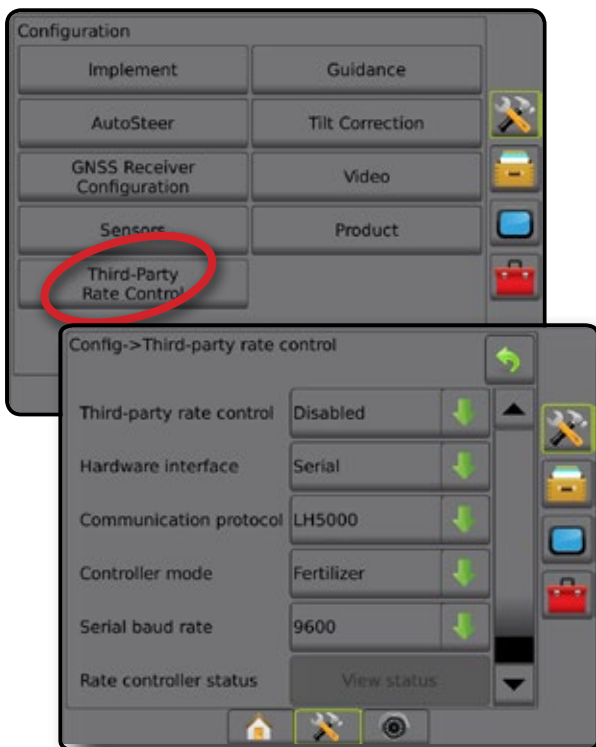 Configuration
Implement
Guidance
AutoSteer
Tilt Correction
GNSS Receiver
Configuration
Video
Sensors
Product
Third-Party
Rate Control
Config->Third-party rate control
Third-party rate control
Disabled
Hardware interface
Serial
Communication protocol
LH5000
Controller mode
Fertilizer
Serial baud rate
9600
Rate controller status
View status